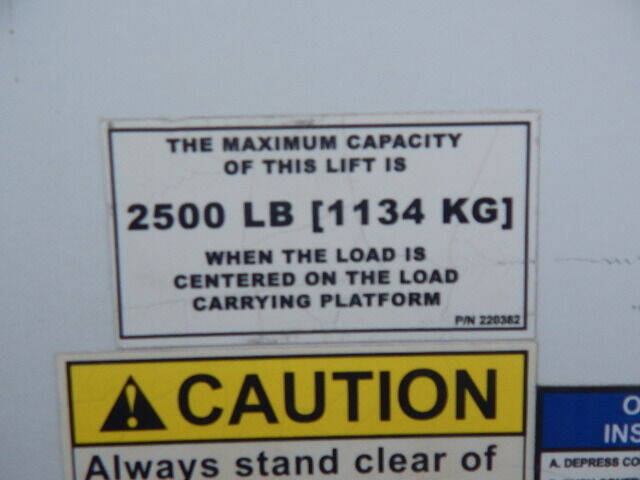 THE MAXIMUM CAPACITY
OF THIS LIFT IS
2500 LB [1134 KG]
WHEN THE LOAD IS
CENTERED ON THE LOAD
CARRYING PLATFORM
P/N 220382
CAUTION
Always stand clear of
A. DEPRESS